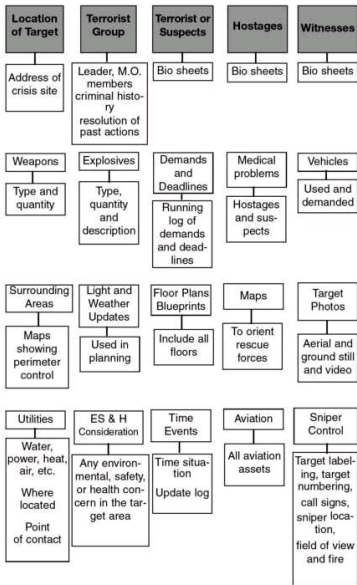 Location
of Target
Address of
crisis site
Terrorist
Group
Leader, M.O.
members
criminal histo-
ry
resolution of
past actions
Terrorist or
Suspects
Bio sheets
Hostages
Bio sheets
Witnesses
Bio sheets
Weapons
Type and
quantity
Explosives
Type,
quantity
and
description
Demands
and
Deadlines
Running
log of
demands
and dead-
lines
Medical
problems
Hostages
and sus-
pects
Vehicles
Used and
demanded
Surrounding
Areas
Maps
showing
perimeter
control
Light and
Weather
Updates
Used in
planning
Floor Plans
Blueprints
Include all
floors
Maps
To orient
rescue
forces
Target
Photos
Aerial and
ground still
and video
Utilities
Water,
power, heat,
air, etc.
Where
located
Point
of contact
ES & H
Consideration
Any environ-
mental, safety,
or health con-
cern in the tar-
get area
Time
Events
Time situa-
tion
Update log
Aviation
All aviation
assets
Sniper
Control
Target label-
ing, target
numbering,
call signs,
sniper loca-
tion,
field of view
and fire